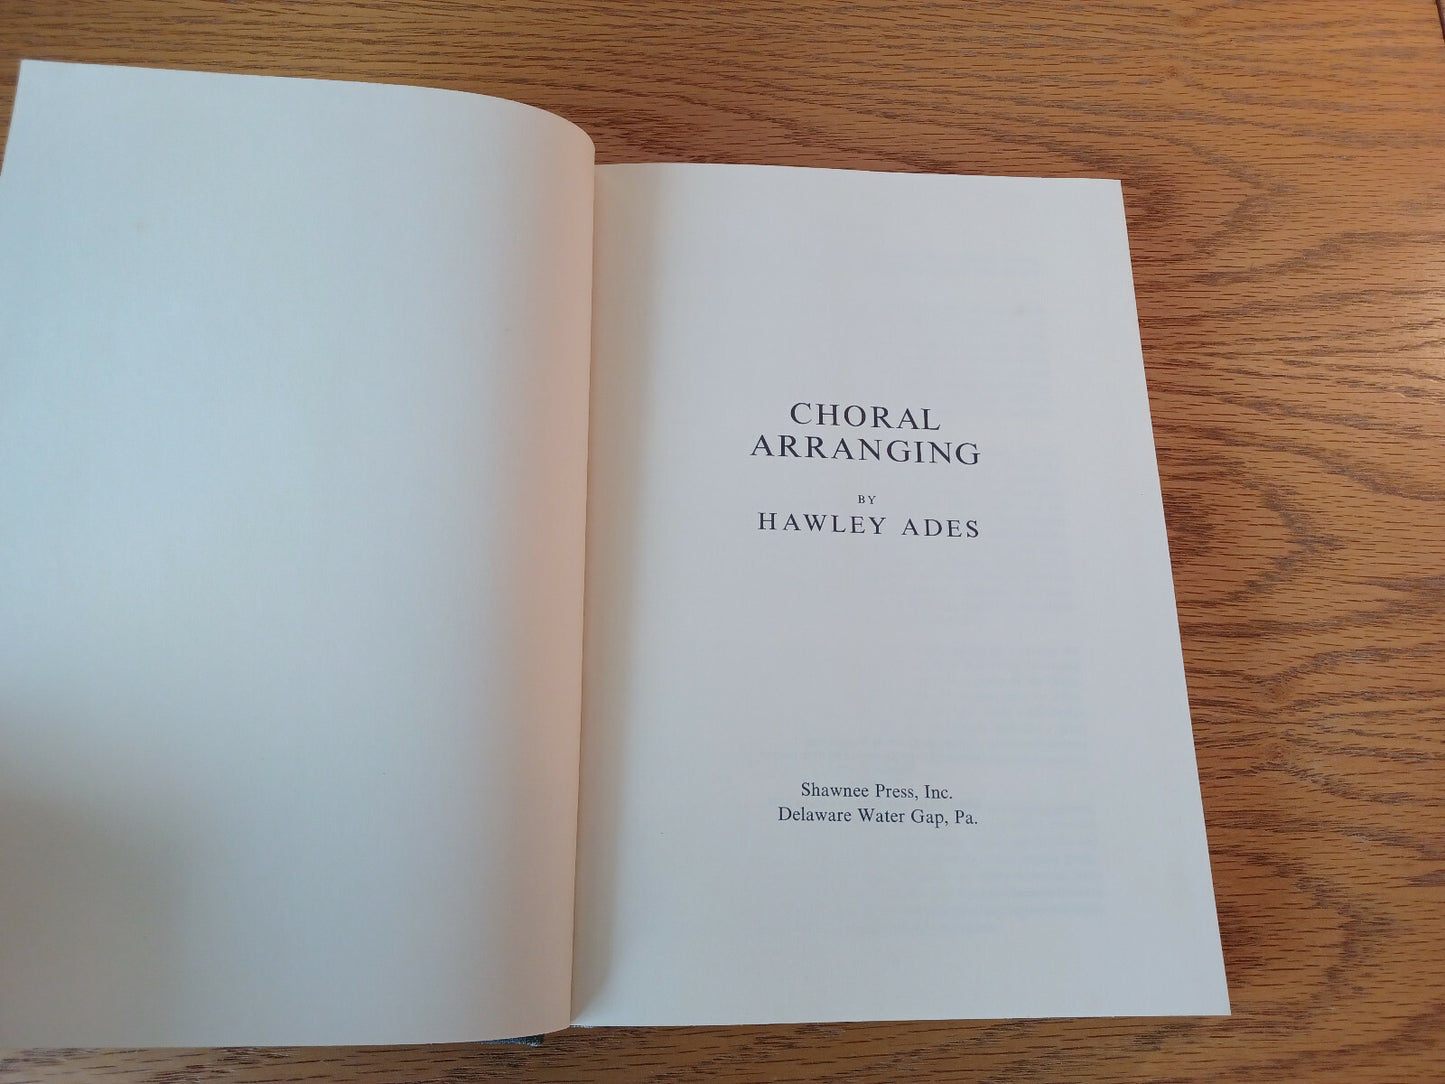 CHORAL
ARRANGING
BY
HAWLEY ADES
Shawnee Press, Inc.
Delaware Water Gap, Pa.